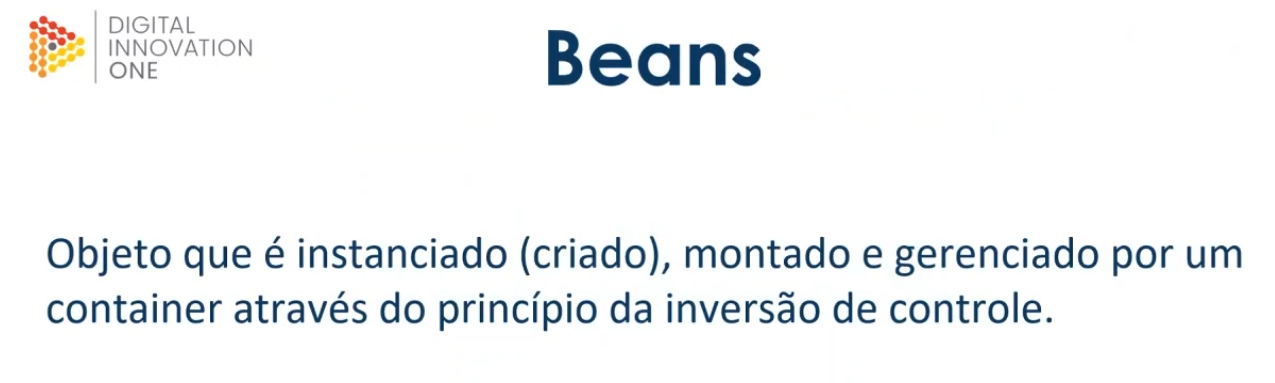 DIGITAL
INNOVATION
ONE
Beans
Objeto que é instanciado (criado), montado e gerenciado por um
container através do princípio da inversão de controle.